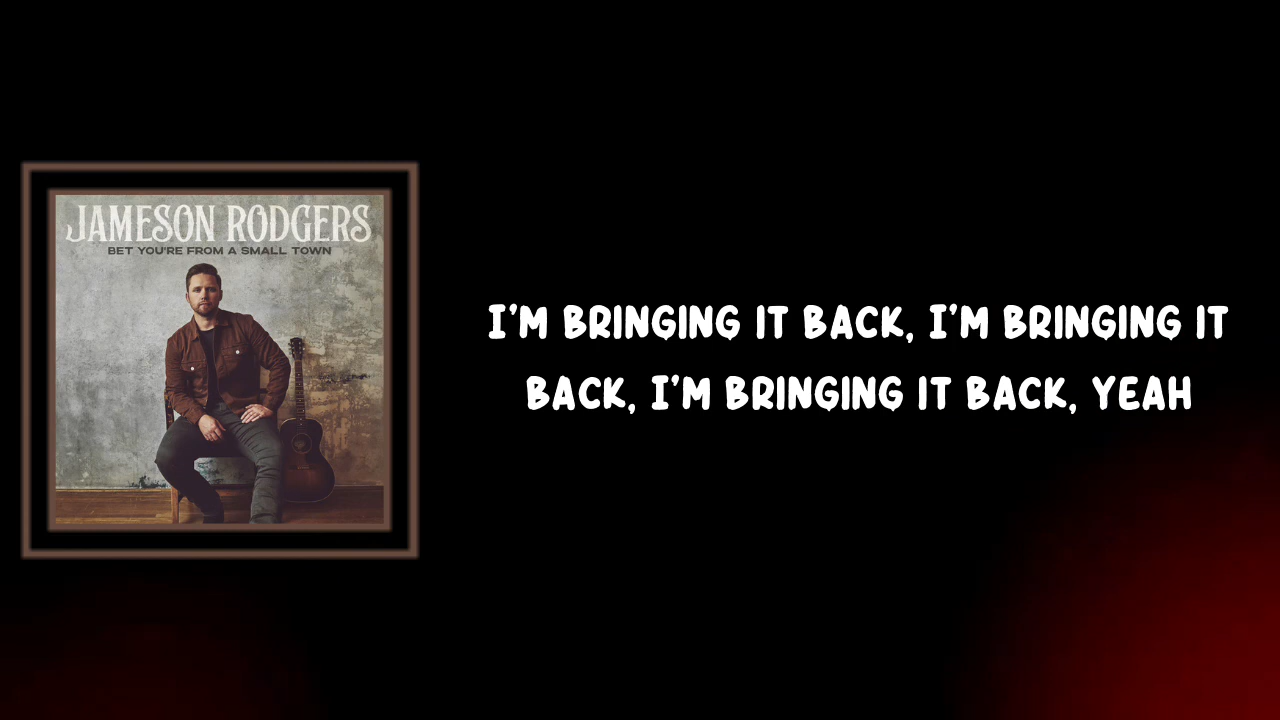 JAMESON RODGERS
BET YOU'RE FROM A SMALL TOWN
I'M BRINGING IT BACK, I'M BRINGING IT
BACK, I'M BRINGING IT BACK, YEAH